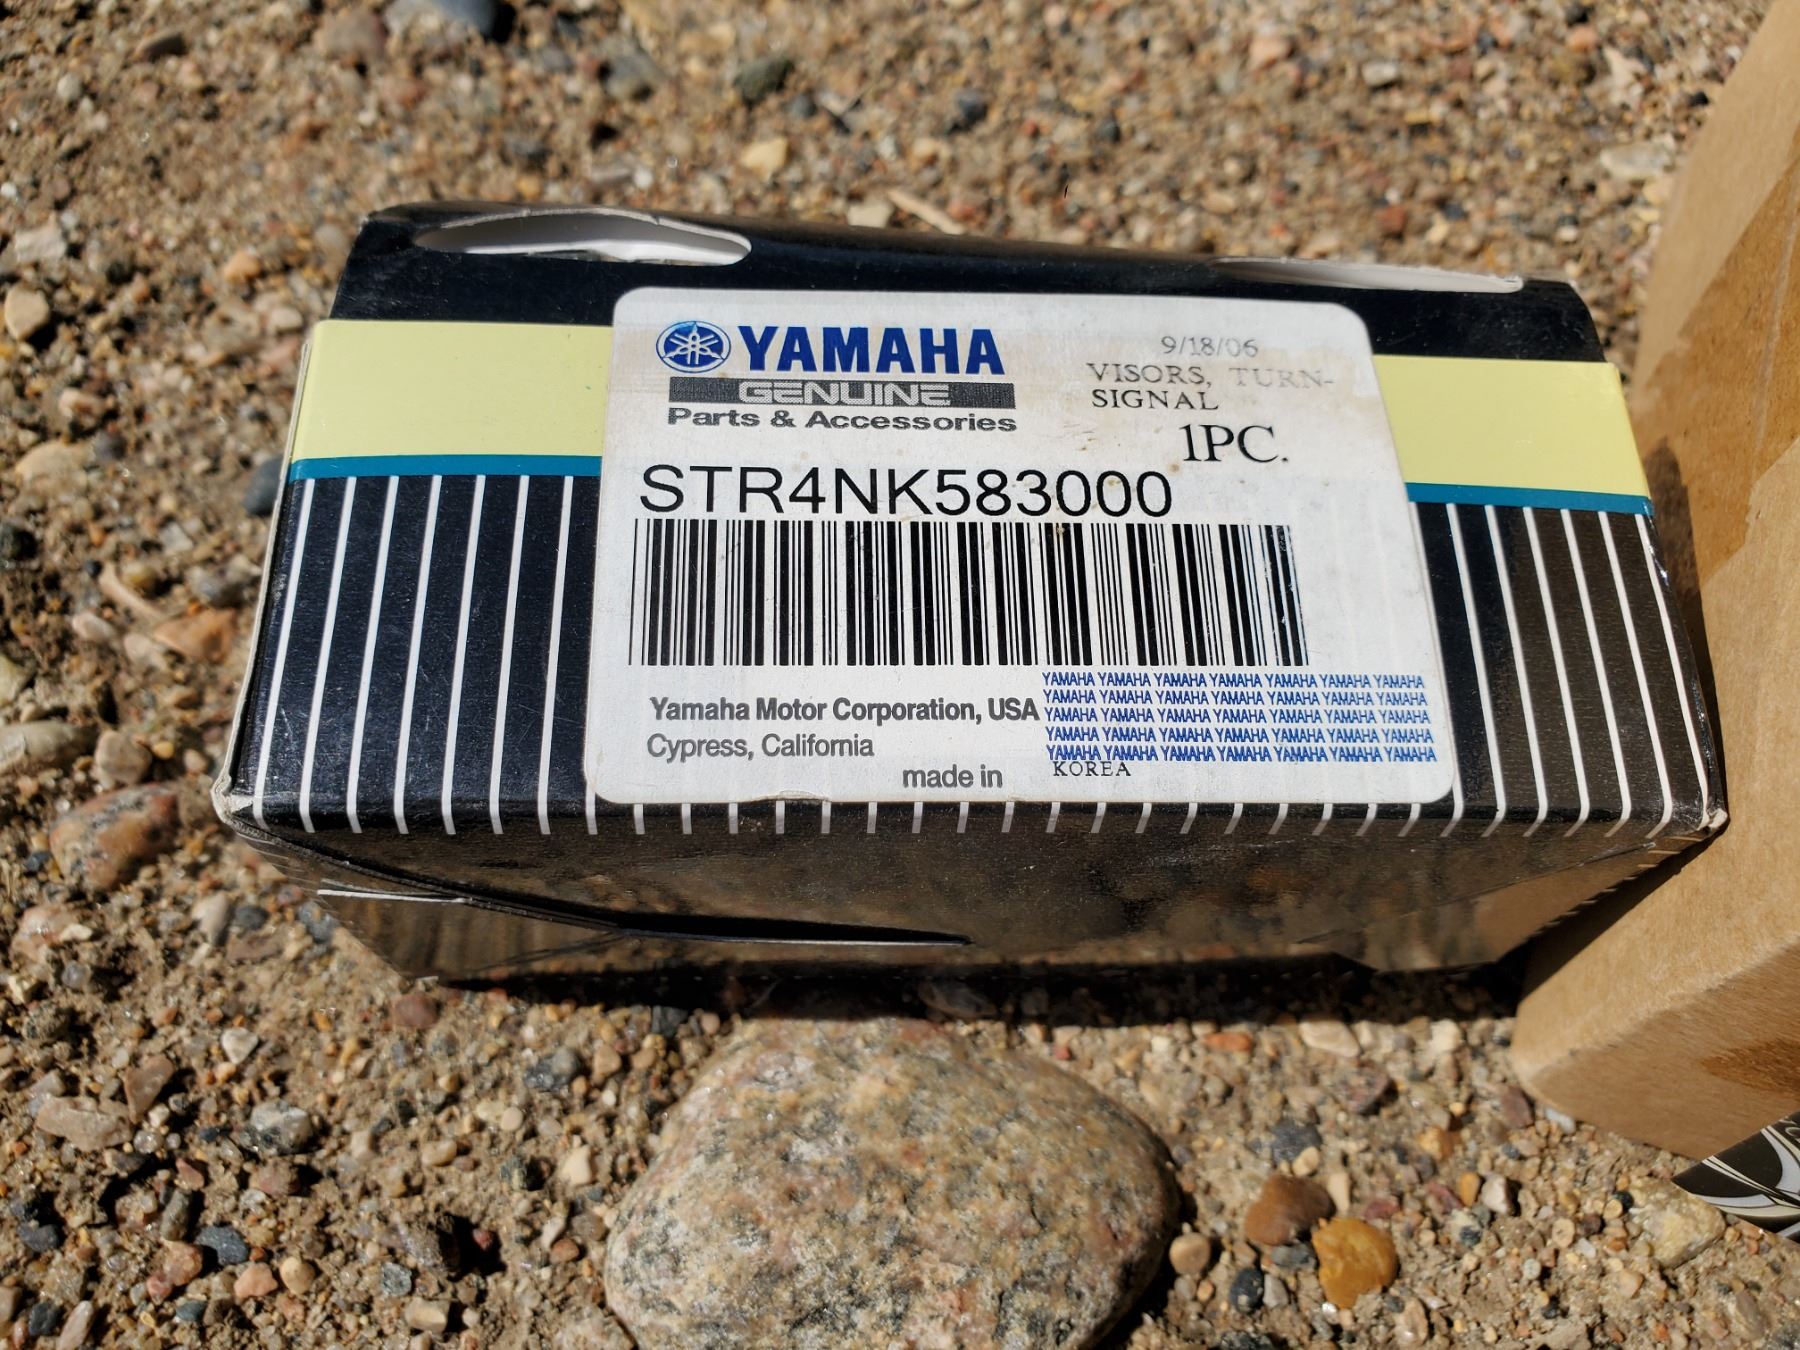 YAMAHA
GENUINE
Parts & Accessories
9/18/06
VISORS, TURN-
SIGNAL
1PC.
STR4NK583000
Yamaha Motor Corporation, USA
Cypress, California
made in
YAMAHA YAMAHA YAMAHA YAMAHA YAMAHA YAMAHA YAMAHA
YAMAHA YAMAHA YAMAHA YAMAHA YAMAHA YAMAHA YAMAHA
YAMAHA YAMAHA YAMAHA YAMAHA YAMAHA YAMAHA YAMAHA
YAMAHA YAMAHA YAMAHA YAMAHA YAMAHA YAMAHA YAMAHA
YAMAHA YAMAHA YAMAHA YAMAHA YAMAHA YAMAHA YAMAHA
KOREA